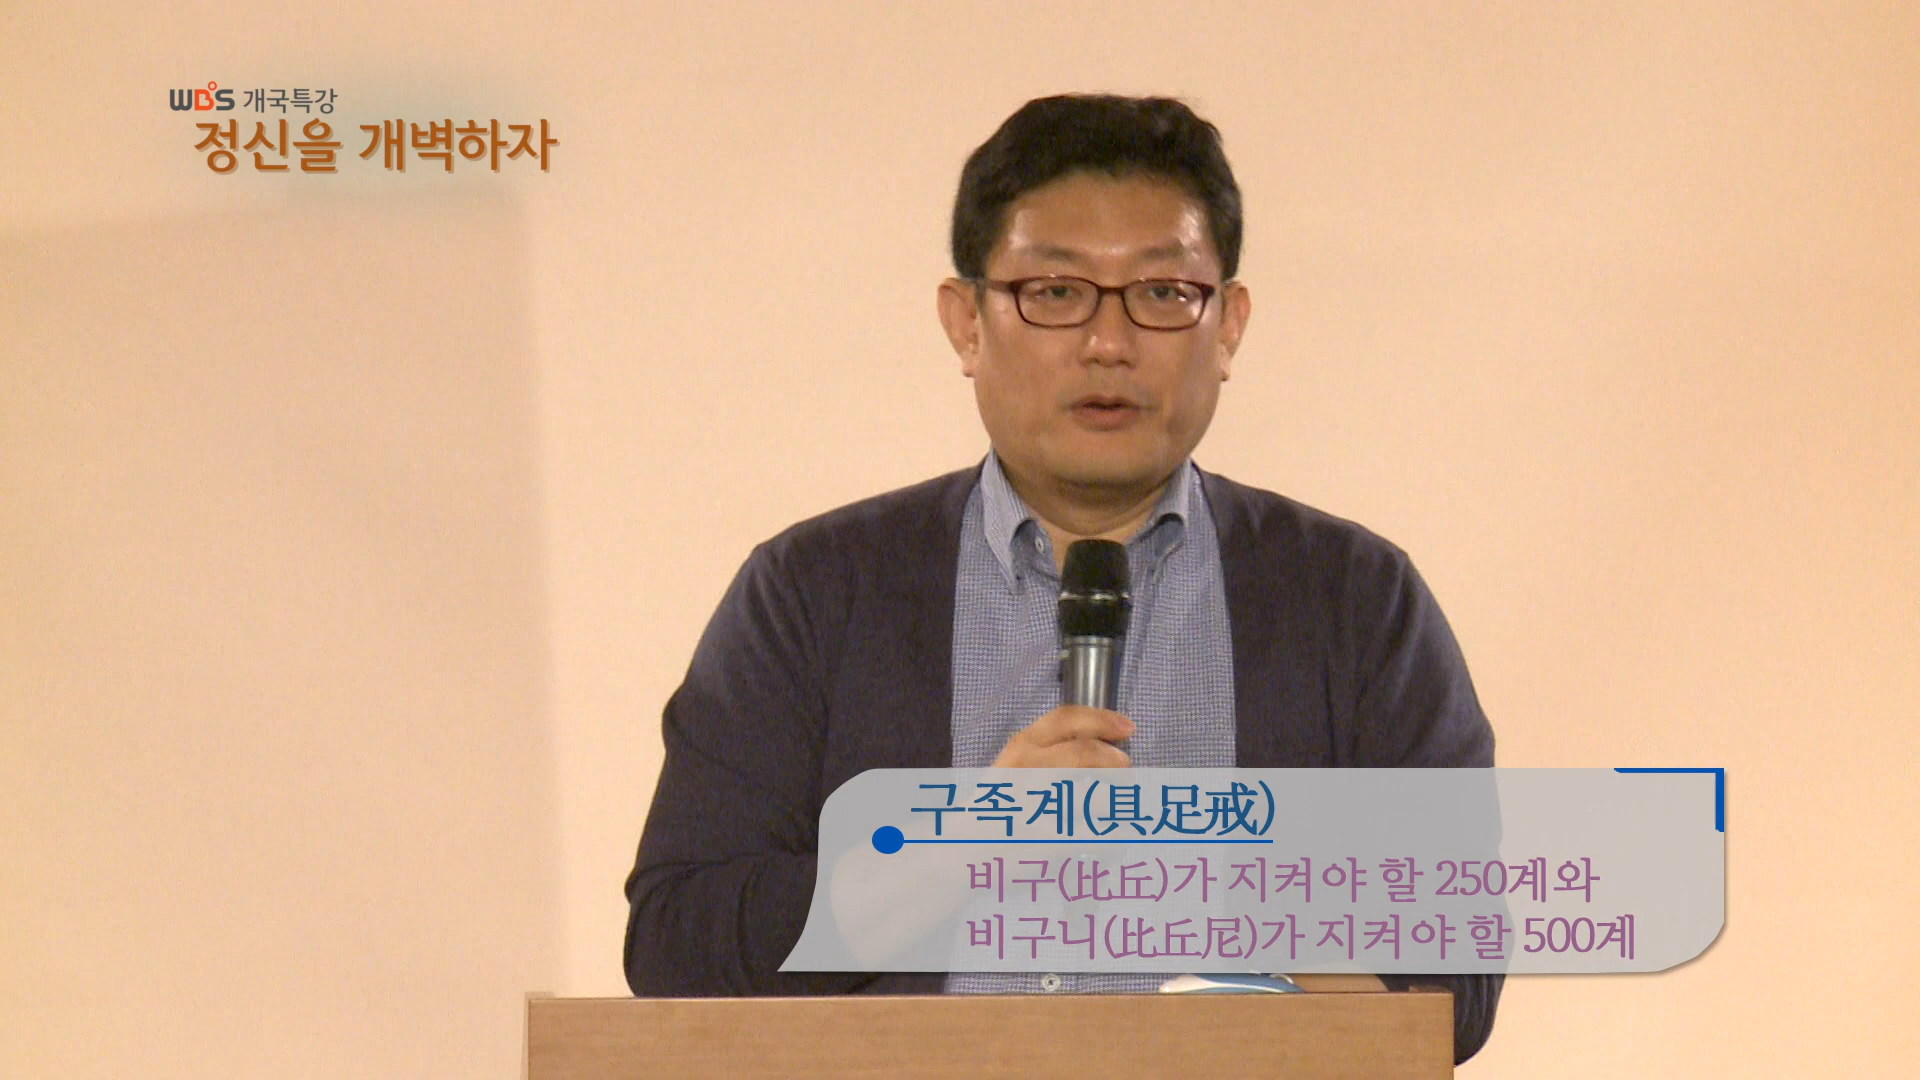 WBS 개국특강
정신을 개벽하자
구족계(具足戒)
비구(比丘)가 지켜야 할 250계와
비구니(比丘尼)가 지켜야 할 500계